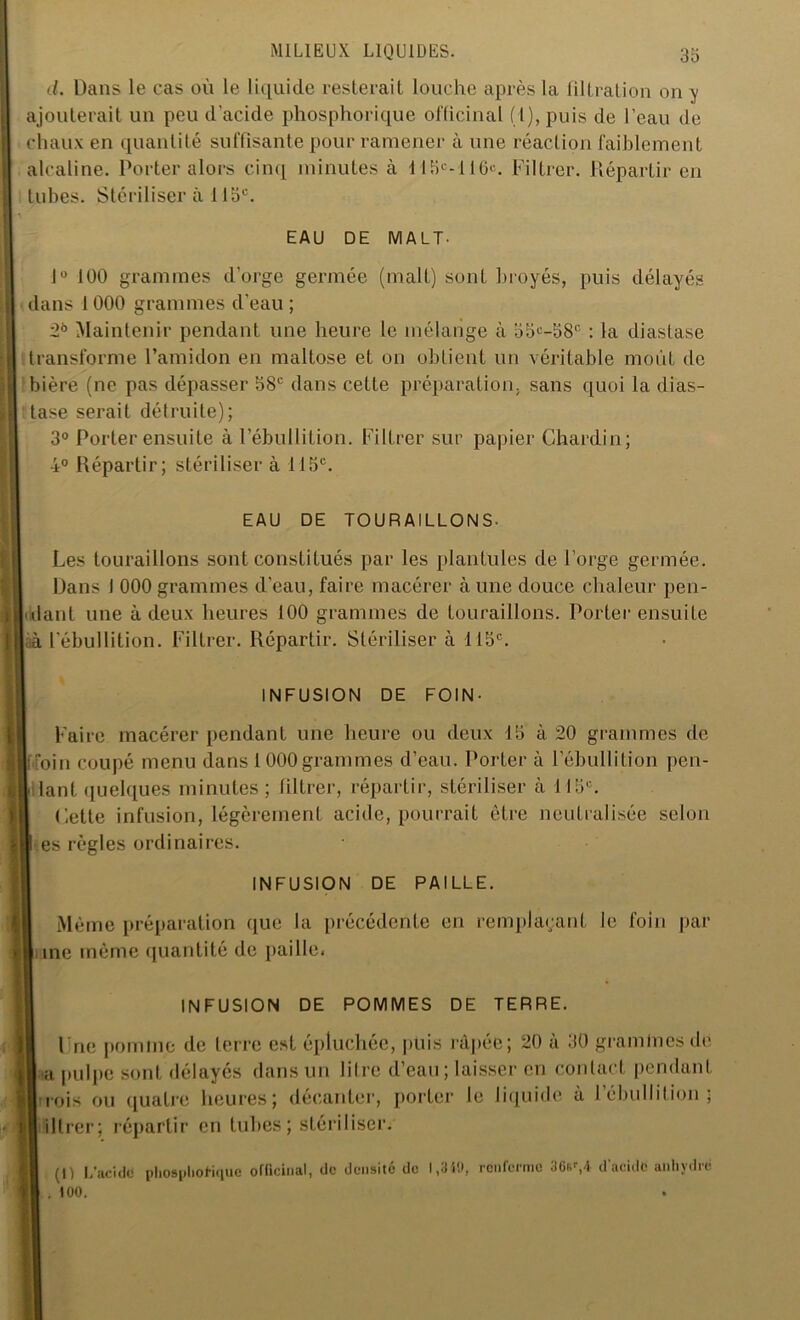 MILIEUX LIQUIDES.
35
d. Dans le cas où le liquide resterait louche après la filtration on y
ajouterait un peu d'acide phosphorique officinal (1), puis de l'eau de
chaux en quantité suffisante pour ramener à une réaction faiblement
alcaline. Porter alors cinq minutes à 115c-116c. Filtrer. Répartir en
tubes. Stériliser à 115c.
EAU DE MALT.
1o 100 grammes d'orge germée (malt) sont broyés, puis délayés
dans 1 000 grammes d'eau ;
2o Maintenir pendant une heure le mélange à 55c-58c : la diastase
transforme l'amidon en maltose et on obtient un véritable moût de
bière (ne pas dépasser 58c dans cette préparation, sans quoi la dias-
tase serait détruite);
3o Porter ensuite à l'ébullition. Filtrer sur papier Chardin;
4o Répartir; stériliser à 115c.
EAU DE TOURAILLONS.
Les touraillons sont constitués par les plantules de l'orge germée.
Dans 1 000 grammes d'eau, faire macérer à une douce chaleur pen-
dant une à deux heures 100 grammes de touraillons. Porter ensuite
à l'ébullition. Filtrer. Répartir. Stériliser à 115c.
INFUSION DE FOIN.
Faire macérer pendant une heure ou deux 15 à 20 grammes de
foin coupé menu dans 1 000 grammes d'eau. Porter à l'ébullition pen-
dant quelques minutes ; filtrer, répartir, stériliser à 115c.
Cette infusion, légèrement acide, pourrait être neutralisée selon
es règles ordinaires.
INFUSION DE PAILLE.
Même préparation que la précédente en remplaçant le foin par
une même quantité de paille.
INFUSION DE POMMES DE TERRE.
Une pomme de terre est épluchée, puis râpée; 20 à 30 grammes de
a pulpe sont délayés dans un litre d'eau; laisser en contact pendant
rois ou quatre heures; décanter, porter le liquide à l'ébullition ;
iltrer; répartir en tubes; stériliser.
(1) L'acide phosphorique officinal, de densité de 1,349, renferme 36gr,4 d'acide anhydre
. 100.